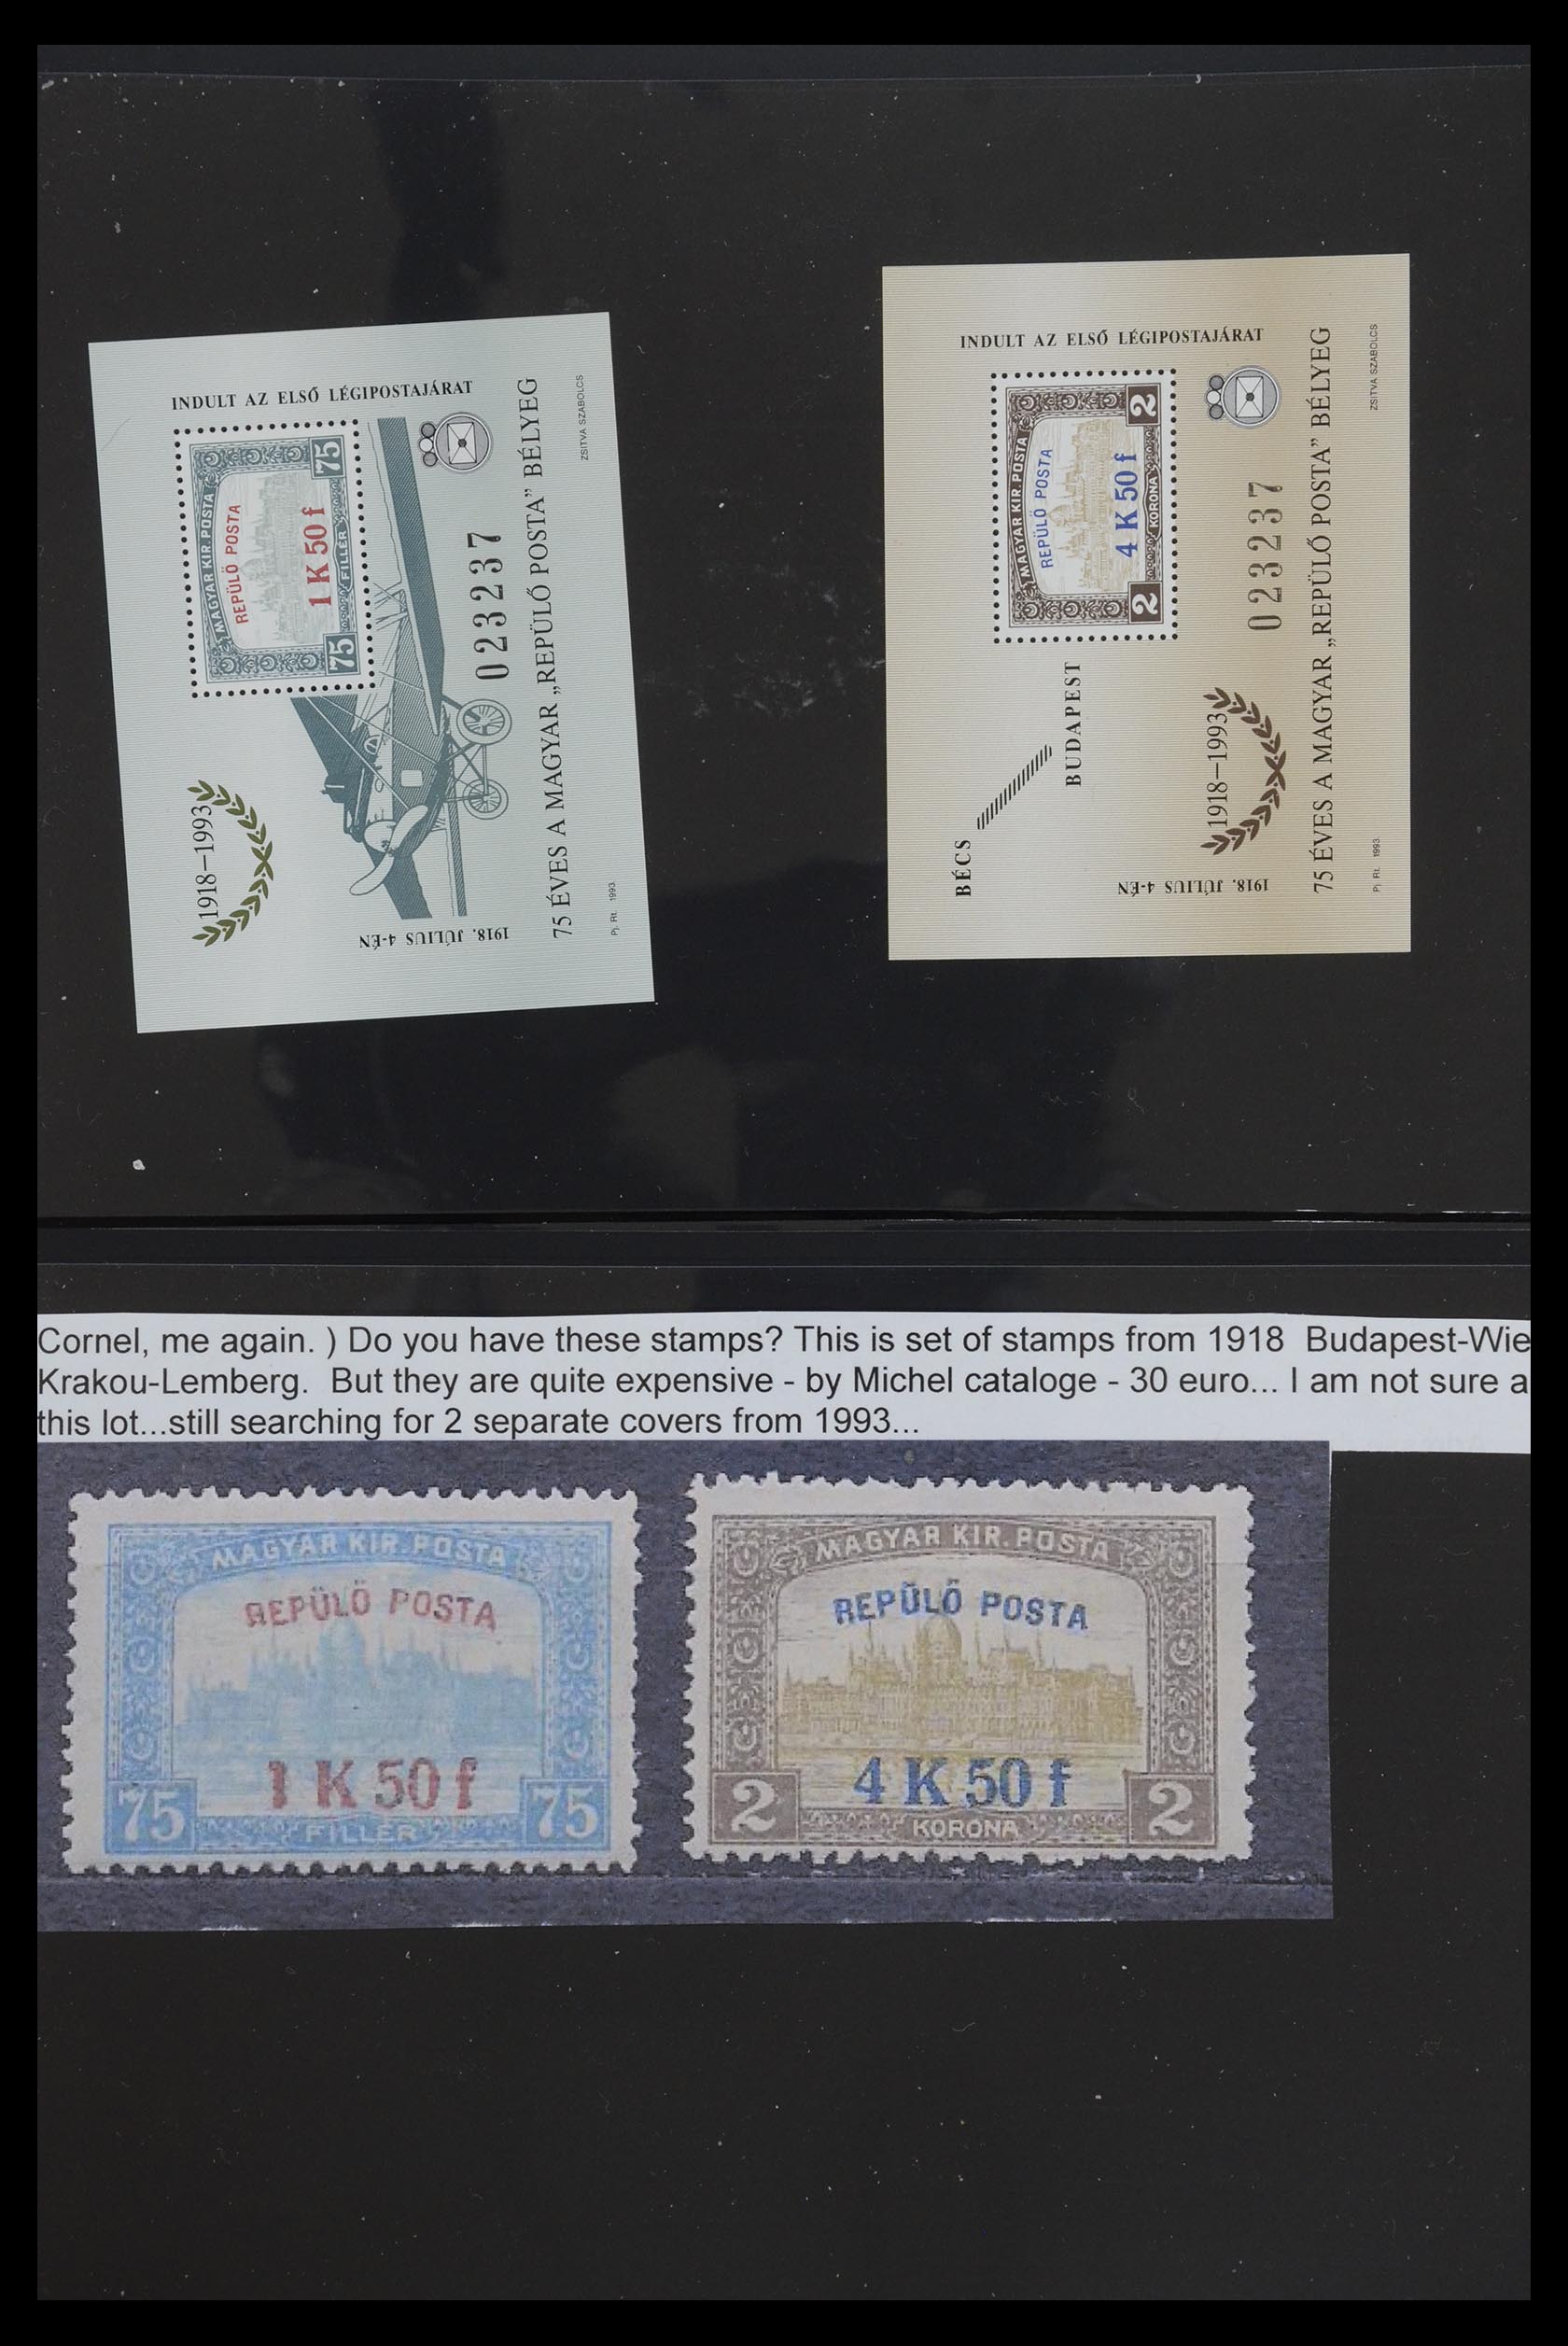 INDULT AZ ELSŐ LÉGIPOSTAJÁRAT
MAGYAR KIR. POSTA
REPÜLŐ POSTA
1 K 50 f
75 FILLÉR 75
023237
1918–1993
1918. JÚLIUS 4-ÉN
75 ÉVES A MAGYAR „REPÜLŐ POSTA” BÉLYEG
Pj. Rt. 1993
ZSITVA SZABOLCS
INDULT AZ ELSŐ LÉGIPOSTAJÁRAT
MAGYAR KIR. POSTA
REPÜLŐ POSTA
4 K 50 f
2 KORONA 2
BÉCS
BUDAPEST
023237
1918–1993
1918. JÚLIUS 4-ÉN
75 ÉVES A MAGYAR „REPÜLŐ POSTA” BÉLYEG
Pj. Rt. 1993
ZSITVA SZABOLCS
Cornel, me again. ) Do you have these stamps? This is set of stamps from 1918 Budapest-Wie
Krakou-Lemberg. But they are quite expensive - by Michel cataloge - 30 euro... I am not sure a
this lot...still searching for 2 separate covers from 1993...
MAGYAR KIR. POSTA
REPÜLŐ POSTA
1 K 50 f
75 FILLÉR 75
MAGYAR KIR. POSTA
REPÜLŐ POSTA
4 K 50 f
2 KORONA 2